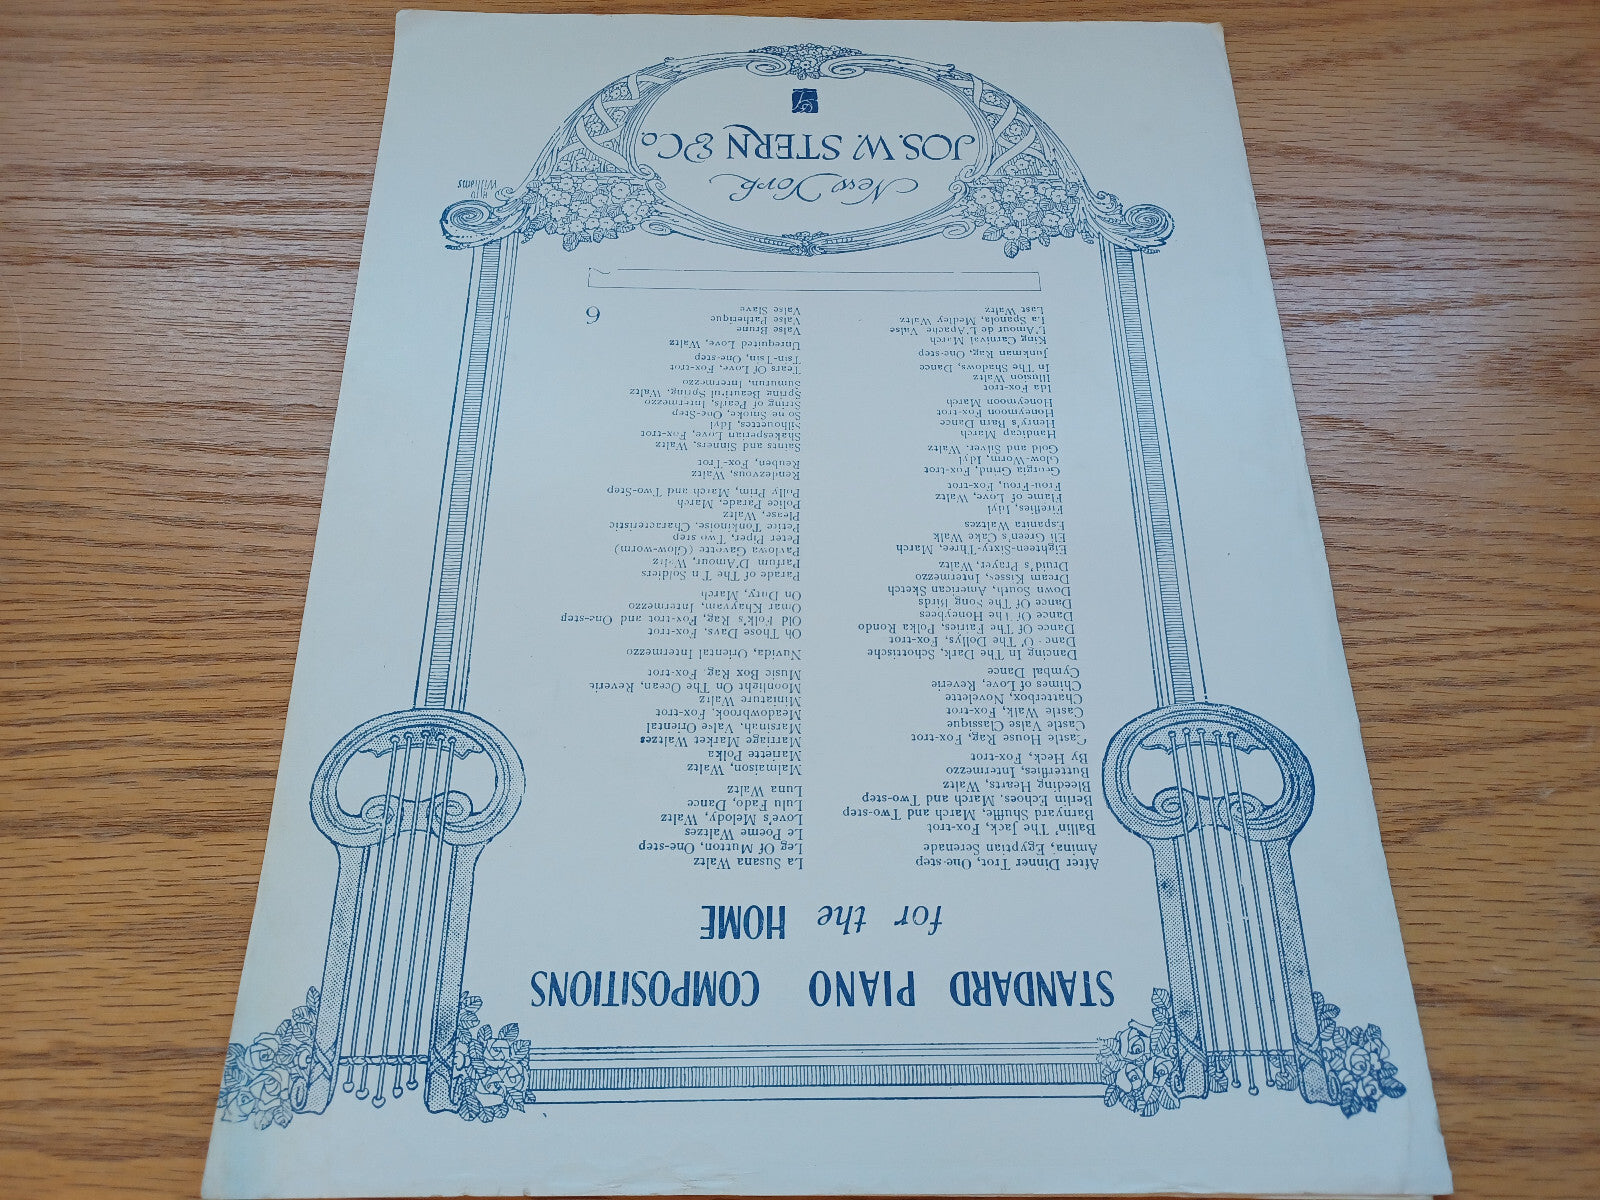 STANDARD PIANO COMPOSITIONS
for the HOME
After Dinner Trot, One-step
Amina, Egyptian Serenade
Ballin' The Jack, Fox-trot
Barnyard Shuffle, March and Two-step
Berlin Echoes, March and Two-step
Bleeding Hearts, Waltz
Butterflies, Intermezzo
By Heck, Fox-trot
Castle House Rag, Fox-trot
Castle Valse Classique
Castle Walk, Fox-trot
Chatterbox, Novelette
Chimes of Love, Reverie
Cymbal Dance
Dancing In The Dark, Schottische
Danc O' The Dollys, Fox-trot
Dance Of The Fairies, Polka Rondo
Dance Of The Honeybees
Dance Of The Song Birds
Down South, American Sketch
Dream Kisses, Intermezzo
Druid's Prayer, Waltz
Eighteen-Sixty-Three, March
Eli Green's Cake Walk
Espanita Waltzes
Fireflies, Idyl
Flame of Love, Waltz
Frou-Frou, Fox-trot
Georgia Grind, Fox-trot
Glow-Worm, Idyl
Gold and Silver, Waltz
Handicap March
Henry's Barn Dance
Honeymoon Fox-trot
Honeymoon March
Ida Fox-trot
Illusion Waltz
In The Shadows, Dance
Junkman Rag, One-step
King Carnival March
L'Amour de L'Apache Valse
La Spanola, Medley Waltz
Last Waltz
La Susana Waltz
Leg Of Mutton, One-step
Le Poeme Waltzes
Love's Melody, Waltz
Lulu Fado, Dance
Luna Waltz
Malmaison, Waltz
Mariette Polka
Marriage Market Waltzes
Marsinah, Valse Oriental
Meadowbrook, Fox-trot
Miniature Waltz
Moonlight On The Ocean, Reverie
Music Box Rag, Fox-trot
Nuvida, Oriental Intermezzo
Oh Those Days, Fox-trot
Old Folk's Rag, Fox-trot and One-step
Omar Khayyam, Intermezzo
On Duty, March
Parade of The T'n Soldiers
Parfum D'Amour, Waltz
Pavlowa Gavotte (Glow-worm)
Peter Piper, Two step
Petite Tonkinoise, Characteristic
Please, Waltz
Police Parade, March
Polly Prim, March and Two-Step
Rendezvous, Waltz
Reuben, Fox-Trot
Saints and Sinners, Waltz
Shakesperian Love, Fox-trot
Silhouettes, Idyl
So ne Smoke, One-Step
String of Pearls, Intermezzo
Spring Beautiful Spring, Waltz
Sumurun, Intermezzo
Tears Of Love, Fox-trot
Tsin-Tsin, One-step
Unrequited Love, Waltz
Valse Brune
Valse Pathetique
Valse Slave
6
New York
JOS. W. STERN & Co.
Williams